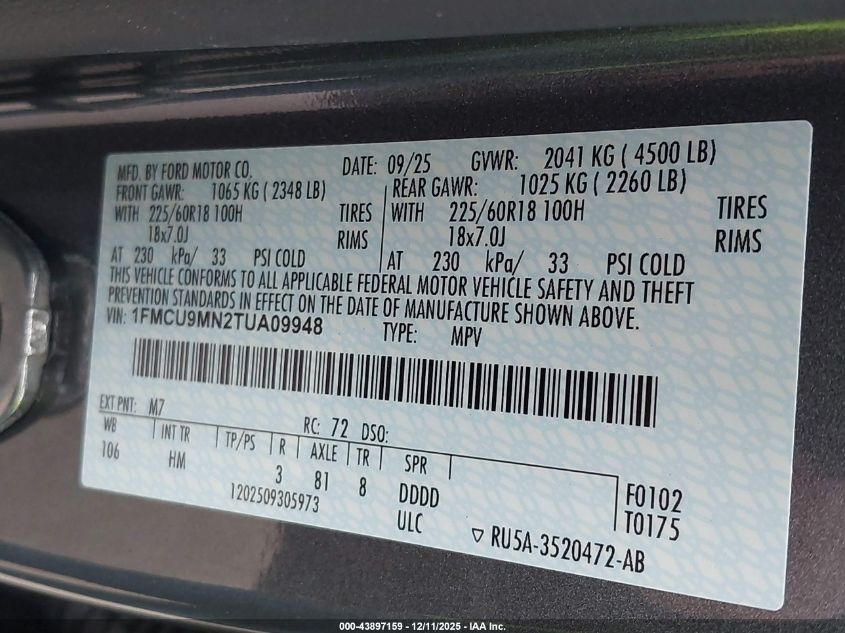 MFD. BY FORD MOTOR CO. DATE: 09/25 GVWR: 2041 KG ( 4500 LB)
FRONT GAWR: 1065 KG ( 2348 LB) REAR GAWR: 1025 KG ( 2260 LB)
WITH 225/60R18 100H TIRES WITH 225/60R18 100H TIRES
18x7.0J RIMS 18x7.0J RIMS
AT 230 kPa/ 33 PSI COLD AT 230 kPa/ 33 PSI COLD
THIS VEHICLE CONFORMS TO ALL APPLICABLE FEDERAL MOTOR VEHICLE SAFETY AND THEFT
PREVENTION STANDARDS IN EFFECT ON THE DATE OF MANUFACTURE SHOWN ABOVE.
VIN: 1FMCU9MN2TUA09948 TYPE: MPV
EXT PNT: M7 RC: 72 DSO:
WB INT TR TP/PS R AXLE TR SPR
106 HM 3 81 8 DDDD F0102
1202509305973 ULC T0175
RU5A-3520472-AB
000-43897159 - 12/11/2025 - IAA Inc.